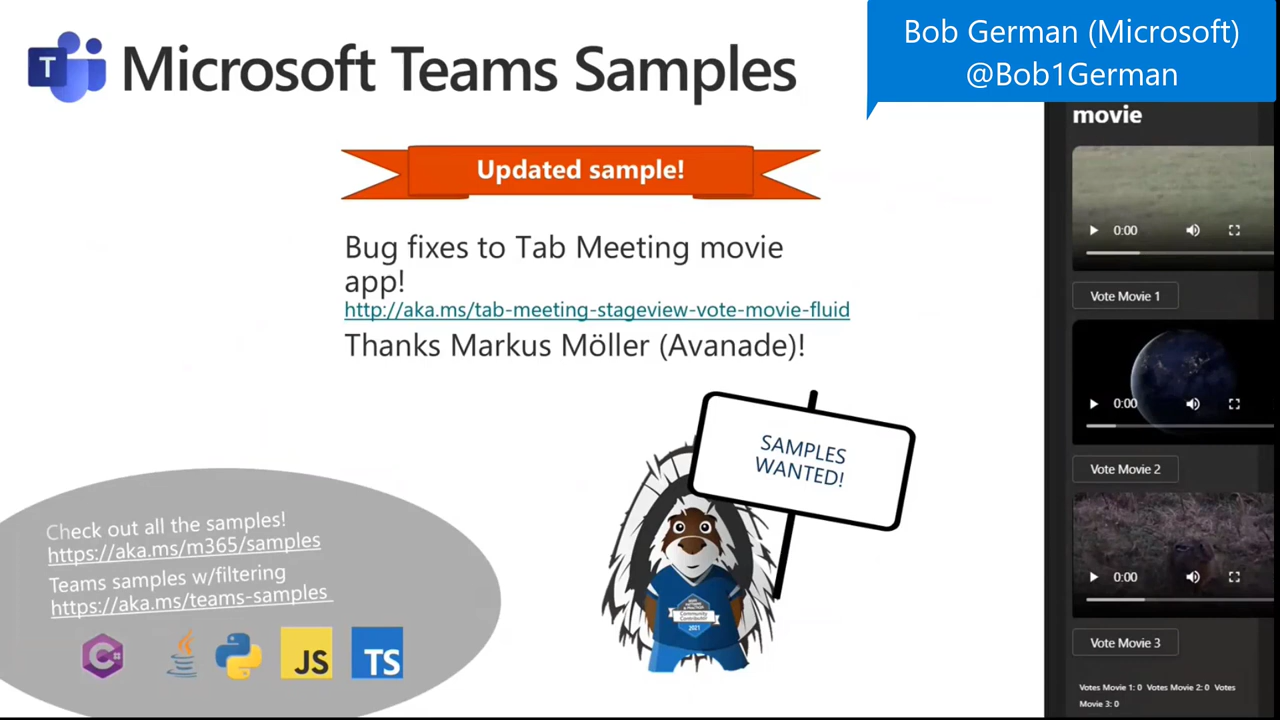 Microsoft Teams Samples
Bob German (Microsoft)
@Bob1German
Updated sample!
Bug fixes to Tab Meeting movie
app!
http://aka.ms/tab-meeting-stageview-vote-movie-fluid
Thanks Markus Möller (Avanade)!
SAMPLES
WANTED!
Community
Contributor
2021
Check out all the samples!
https://aka.ms/m365/samples
Teams samples w/filtering
https://aka.ms/teams-samples
C#
JS
TS
T
movie
0:00
Vote Movie 1
0:00
Vote Movie 2
0:00
Vote Movie 3
Votes Movie 1: 0 Votes Movie 2: 0 Votes
Movie 3: 0